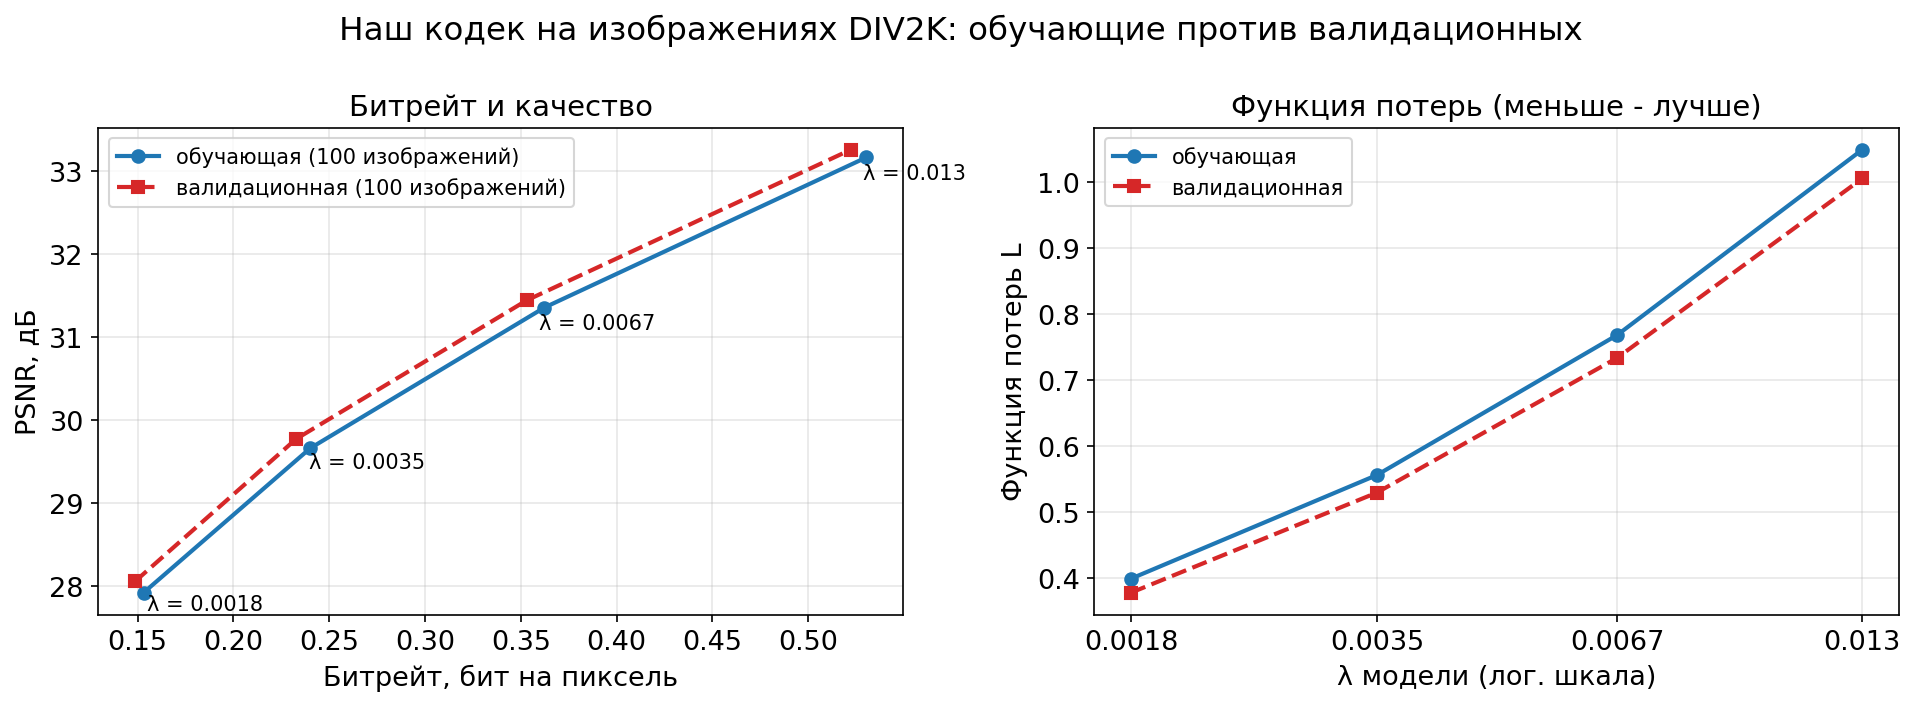 Наш кодек на изображениях DIV2K: обучающие против валидационных
Битрейт и качество
обучающая (100 изображений)
валидационная (100 изображений)
λ = 0.013
λ = 0.0067
λ = 0.0035
λ = 0.0018
33
32
31
30
29
28
PSNR, дБ
0.15 0.20 0.25 0.30 0.35 0.40 0.45 0.50
Битрейт, бит на пиксель
Функция потерь (меньше - лучше)
обучающая
валидационная
1.0
0.9
0.8
0.7
0.6
0.5
0.4
Функция потерь L
0.0018 0.0035 0.0067 0.013
λ модели (лог. шкала)